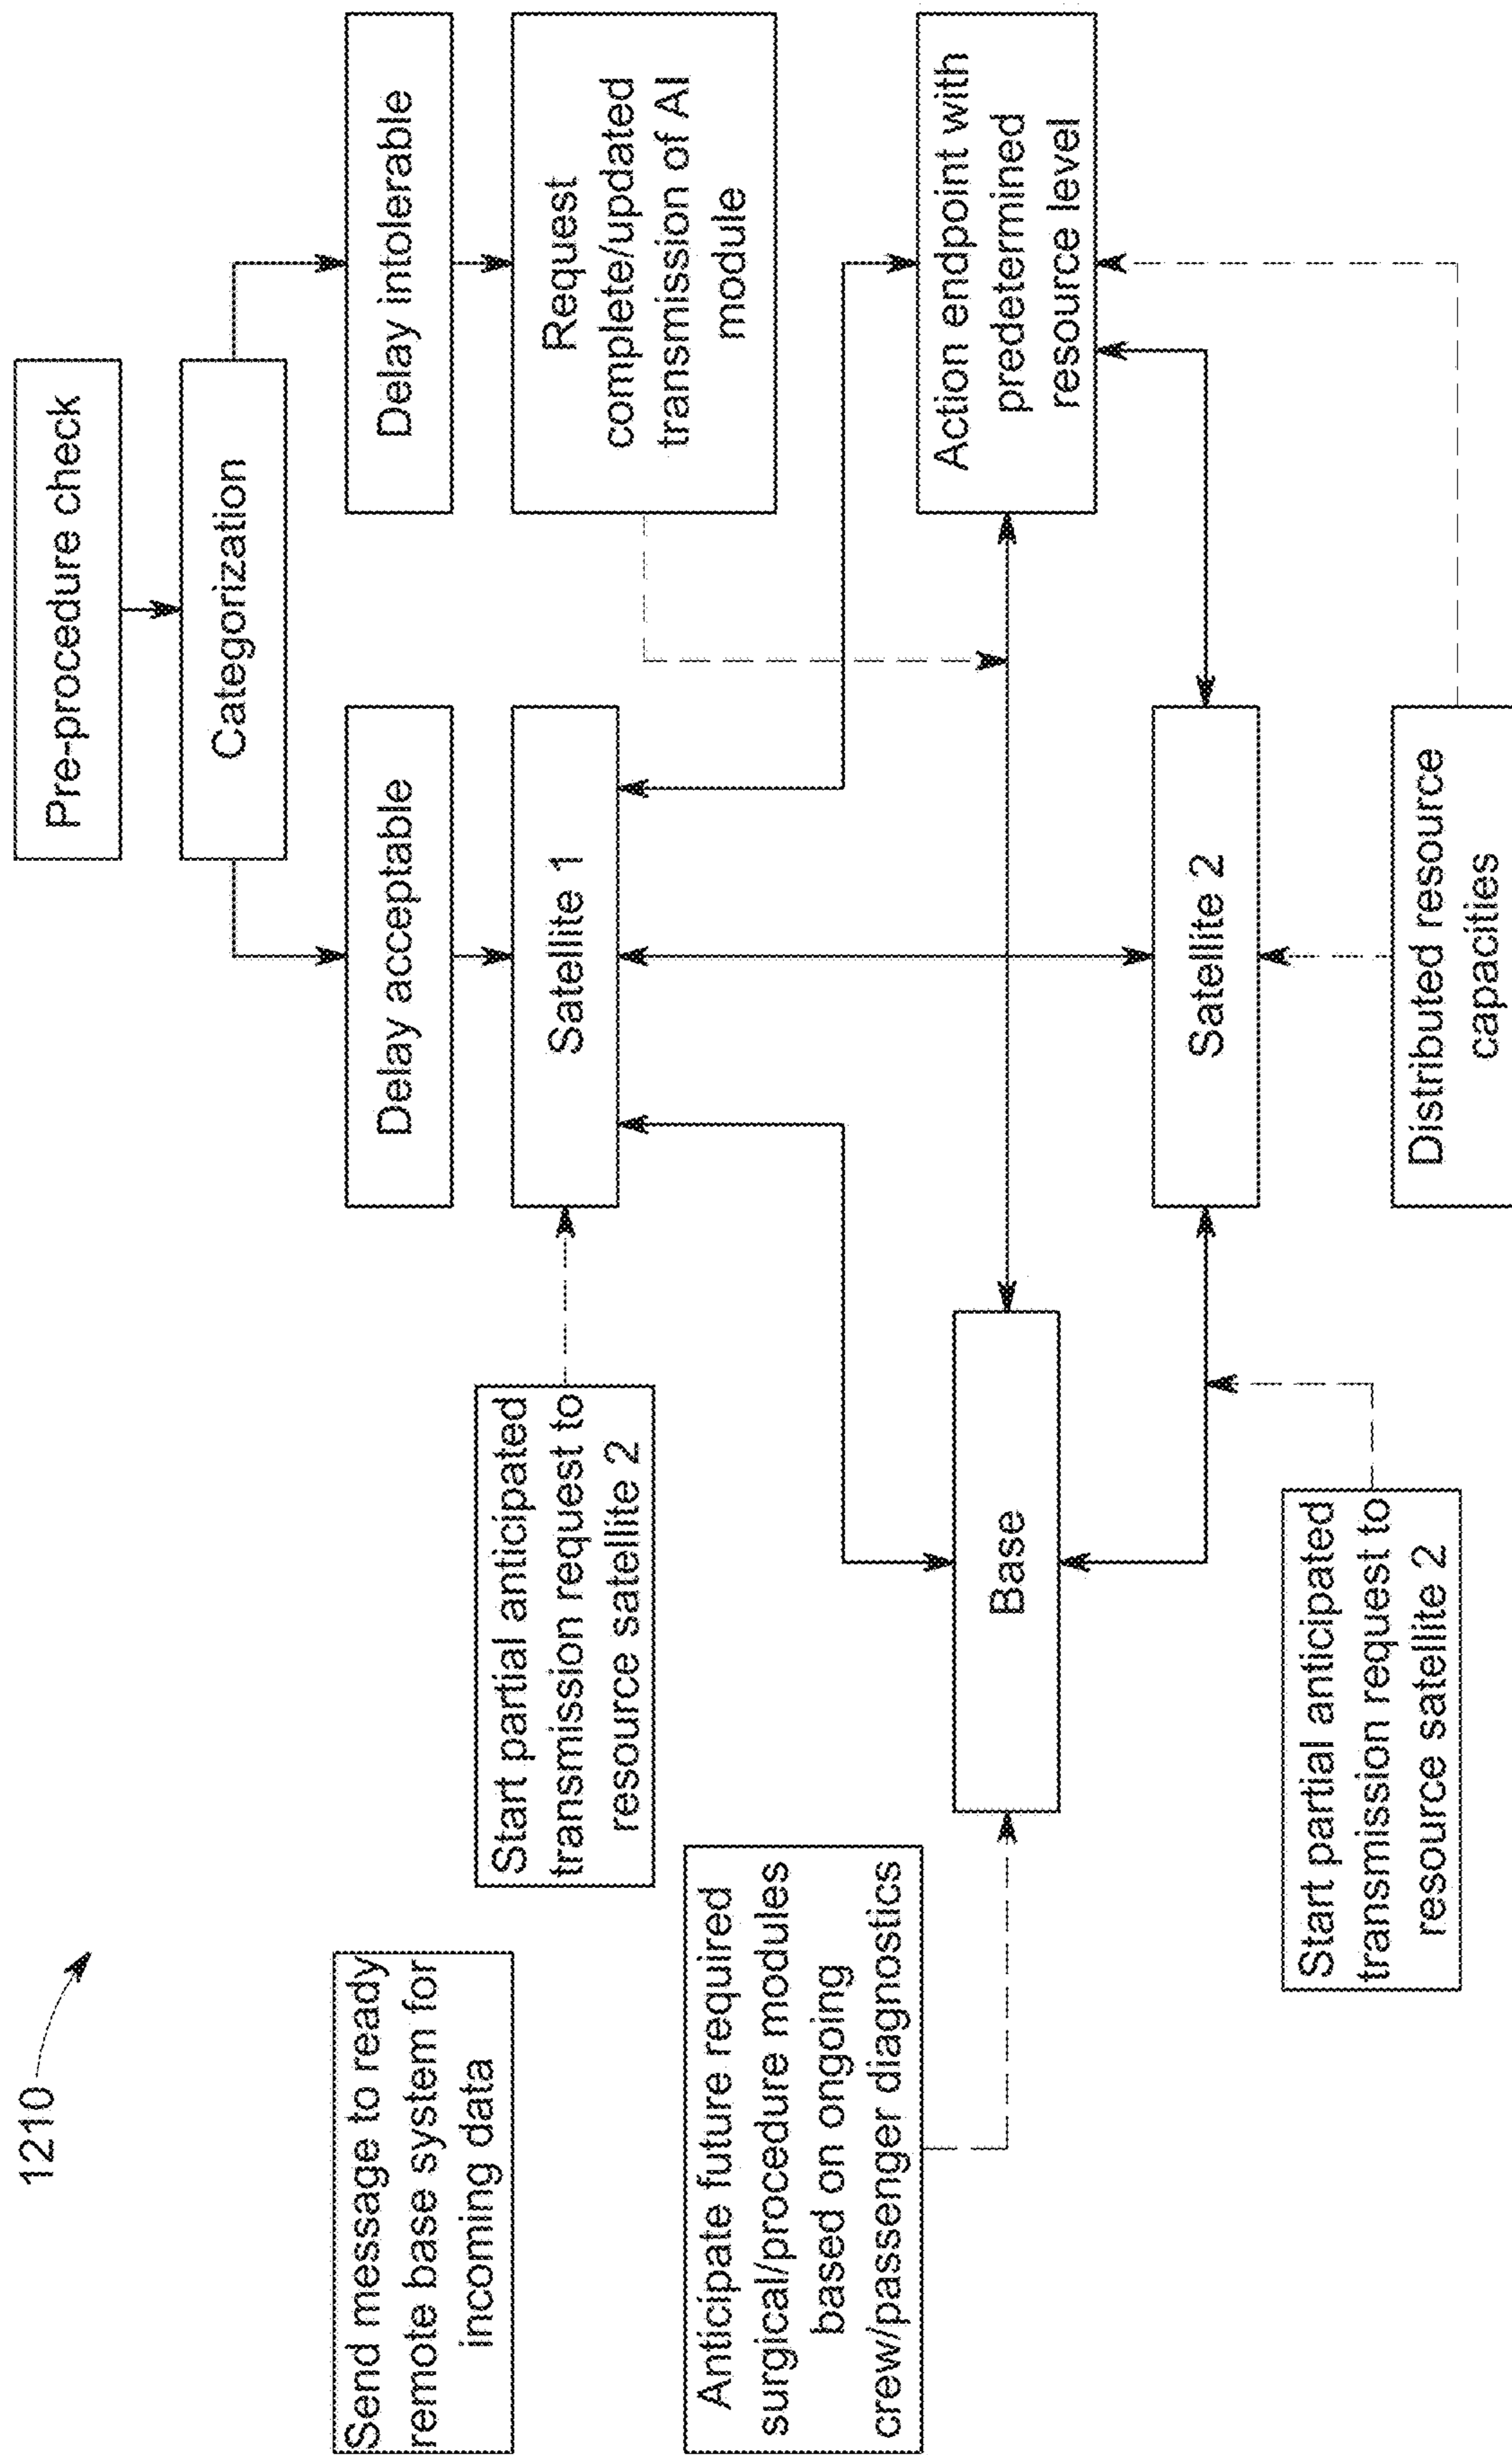 1210
Pre-procedure check
Categorization
Delay acceptable
Delay intolerable
Send message to ready
remote base system for
incoming data
Start partial anticipated
transmission request to
resource satellite 2
Satellite 1
Request
complete/updated
transmission of AI
module
Anticipate future required
surgical/procedure modules
based on ongoing
crew/passenger diagnostics
Base
Action endpoint with
predetermined
resource level
Satellite 2
Start partial anticipated
transmission request to
resource satellite 2
Distributed resource
capacities